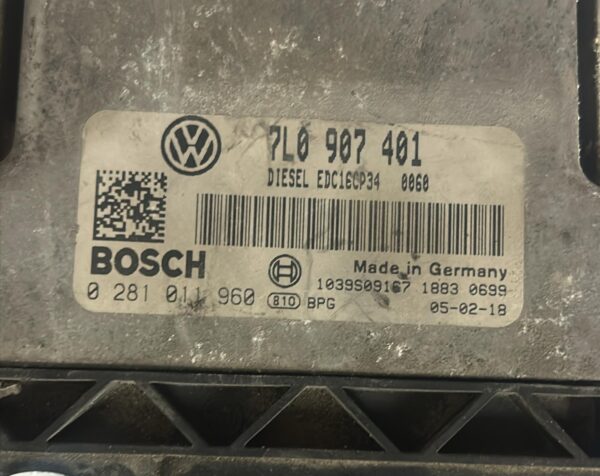 7L0 907 401
DIESEL EDC16CP34 0060
BOSCH
Made in Germany
0 281 011 960 810 BPG
1039S09167 1883 0699
05-02-18